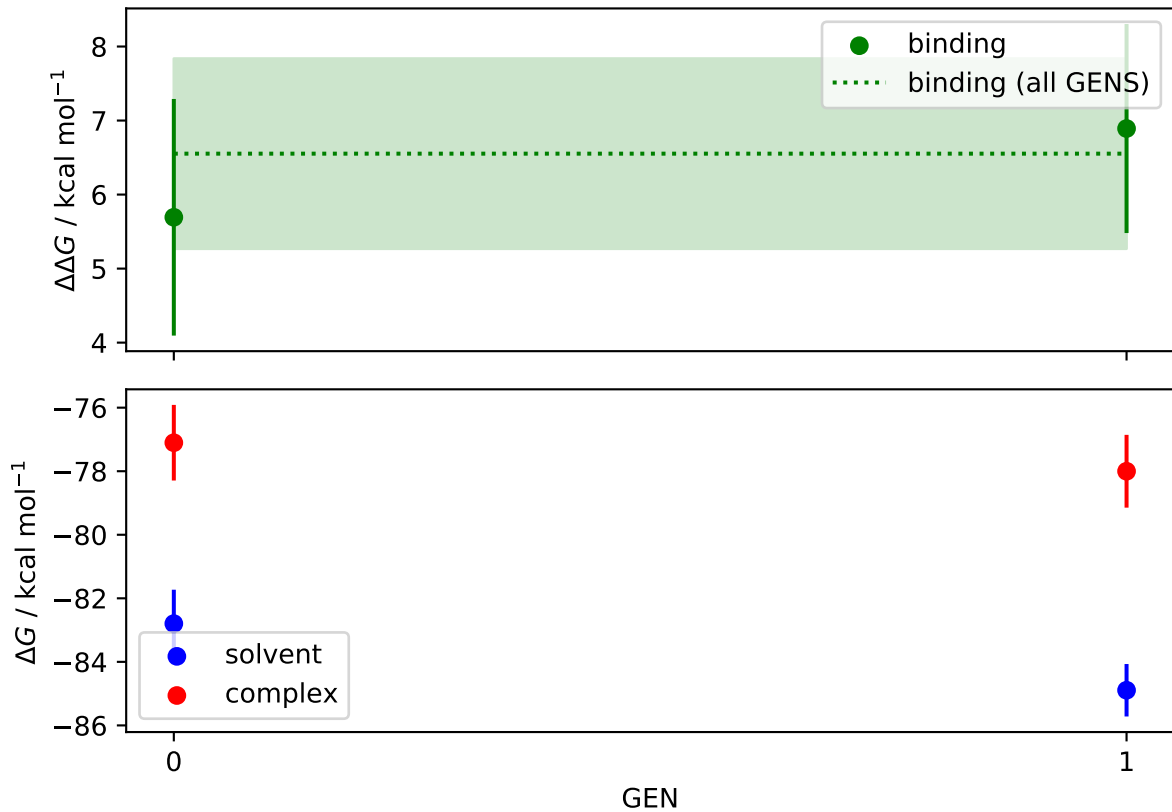 8
7
6
5
4
ΔΔG / kcal mol⁻¹
binding
binding (all GENS)
−76
−78
−80
−82
−84
−86
ΔG / kcal mol⁻¹
solvent
complex
0
1
GEN